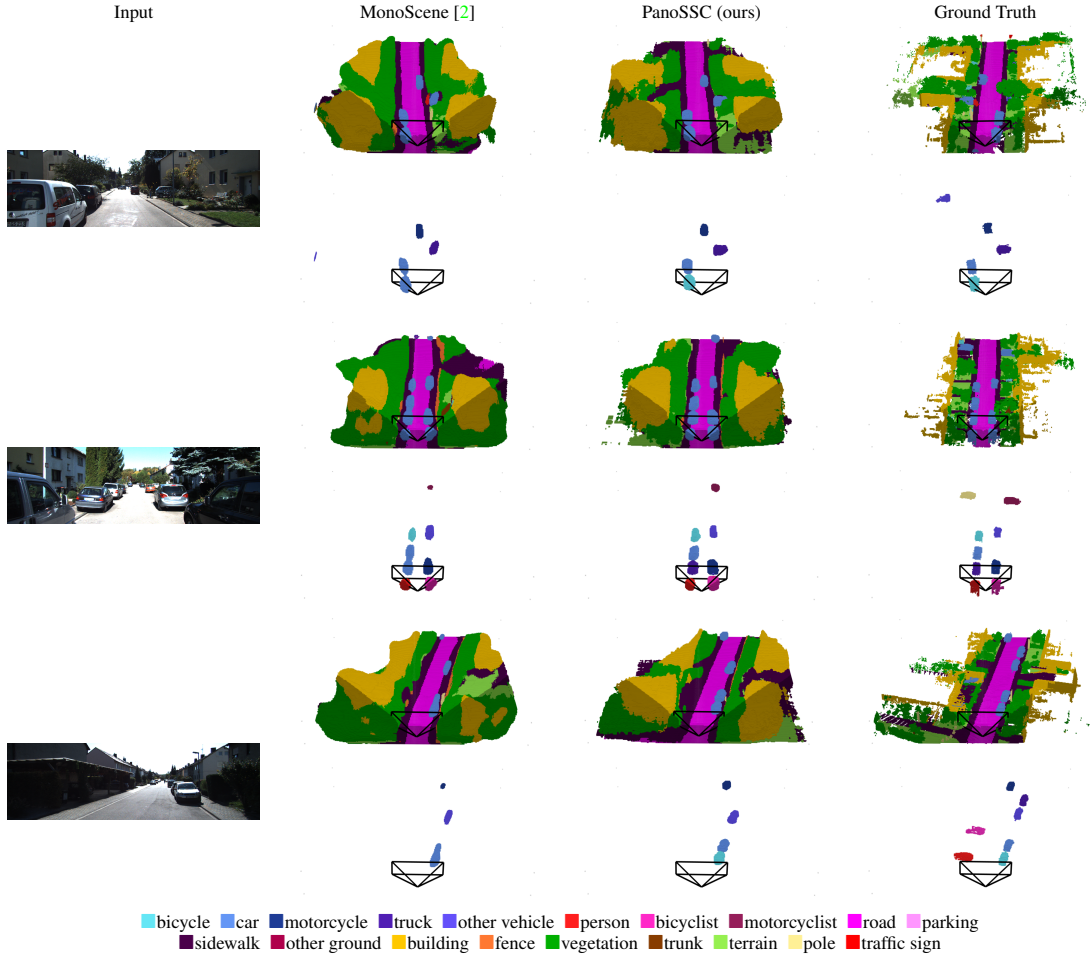 Input MonoScene [2] PanoSSC (ours) Ground Truth
bicycle car motorcycle truck other vehicle person bicyclist motorcyclist road parking
sidewalk other ground building fence vegetation trunk terrain pole traffic sign